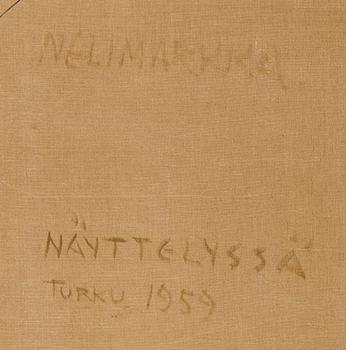 NELIMARKKA
NÄYTTELYSSÄ
TURKU 1959